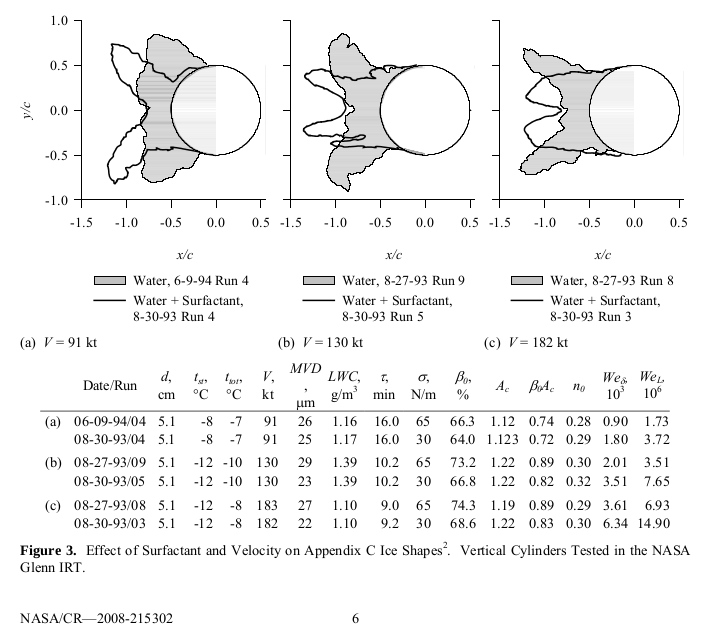 1.0
0.5
0.0
-0.5
-1.0
y/c
-1.5 -1.0 -0.5 0.0 0.5 -1.5 -1.0 -0.5 0.0 0.5 -1.5 -1.0 -0.5 0.0 0.5
x/c x/c x/c
Water, 6-9-94 Run 4 Water, 8-27-93 Run 9 Water, 8-27-93 Run 8
Water + Surfactant, Water + Surfactant, Water + Surfactant,
8-30-93 Run 4 8-30-93 Run 5 8-30-93 Run 3
(a) V = 91 kt (b) V = 130 kt (c) V = 182 kt
Date/Run d, cm t_st, °C t_tot, °C V, kt MVD, μm LWC, g/m³ τ, min σ, N/m β₀, % A_c β₀A_c n₀ We_δ, 10³ We_L, 10⁶
(a) 06-09-94/04 5.1 -8 -7 91 26 1.16 16.0 65 66.3 1.12 0.74 0.28 0.90 1.73
08-30-93/04 5.1 -8 -7 91 25 1.17 16.0 30 64.0 1.123 0.72 0.29 1.80 3.72
(b) 08-27-93/09 5.1 -12 -10 130 29 1.39 10.2 65 73.2 1.22 0.89 0.30 2.01 3.51
08-30-93/05 5.1 -12 -10 130 23 1.39 10.2 30 66.8 1.22 0.82 0.32 3.51 7.65
(c) 08-27-93/08 5.1 -12 -8 183 27 1.10 9.0 65 74.3 1.19 0.89 0.29 3.61 6.93
08-30-93/03 5.1 -12 -8 182 22 1.10 9.2 30 68.6 1.22 0.83 0.30 6.34 14.90
Figure 3. Effect of Surfactant and Velocity on Appendix C Ice Shapes². Vertical Cylinders Tested in the NASA
Glenn IRT.
NASA/CR—2008-215302 6